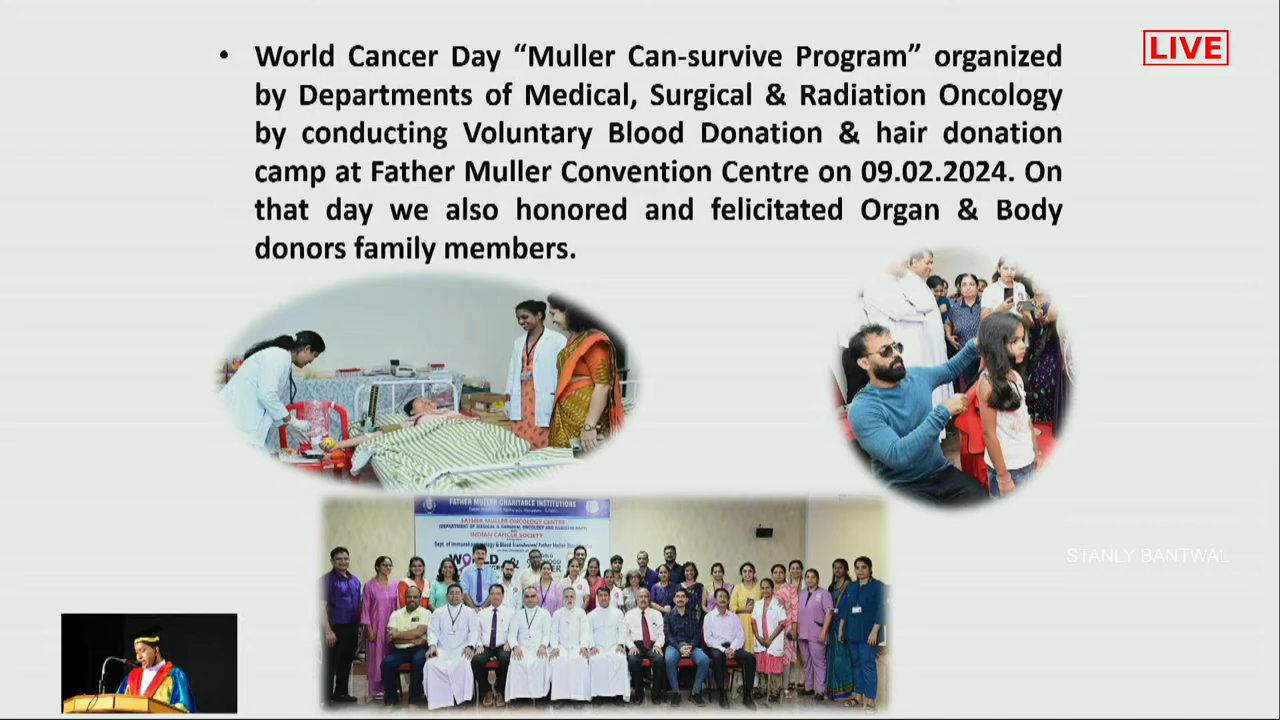 • World Cancer Day “Muller Can-survive Program” organized
by Departments of Medical, Surgical & Radiation Oncology
by conducting Voluntary Blood Donation & hair donation
camp at Father Muller Convention Centre on 09.02.2024. On
that day we also honored and felicitated Organ & Body
donors family members.
LIVE
FATHER MULLER CHARITABLE INSTITUTIONS
FATHER MULLER ONCOLOGY CENTRE
INDIAN CANCER SOCIETY
STANLY BANTWAL